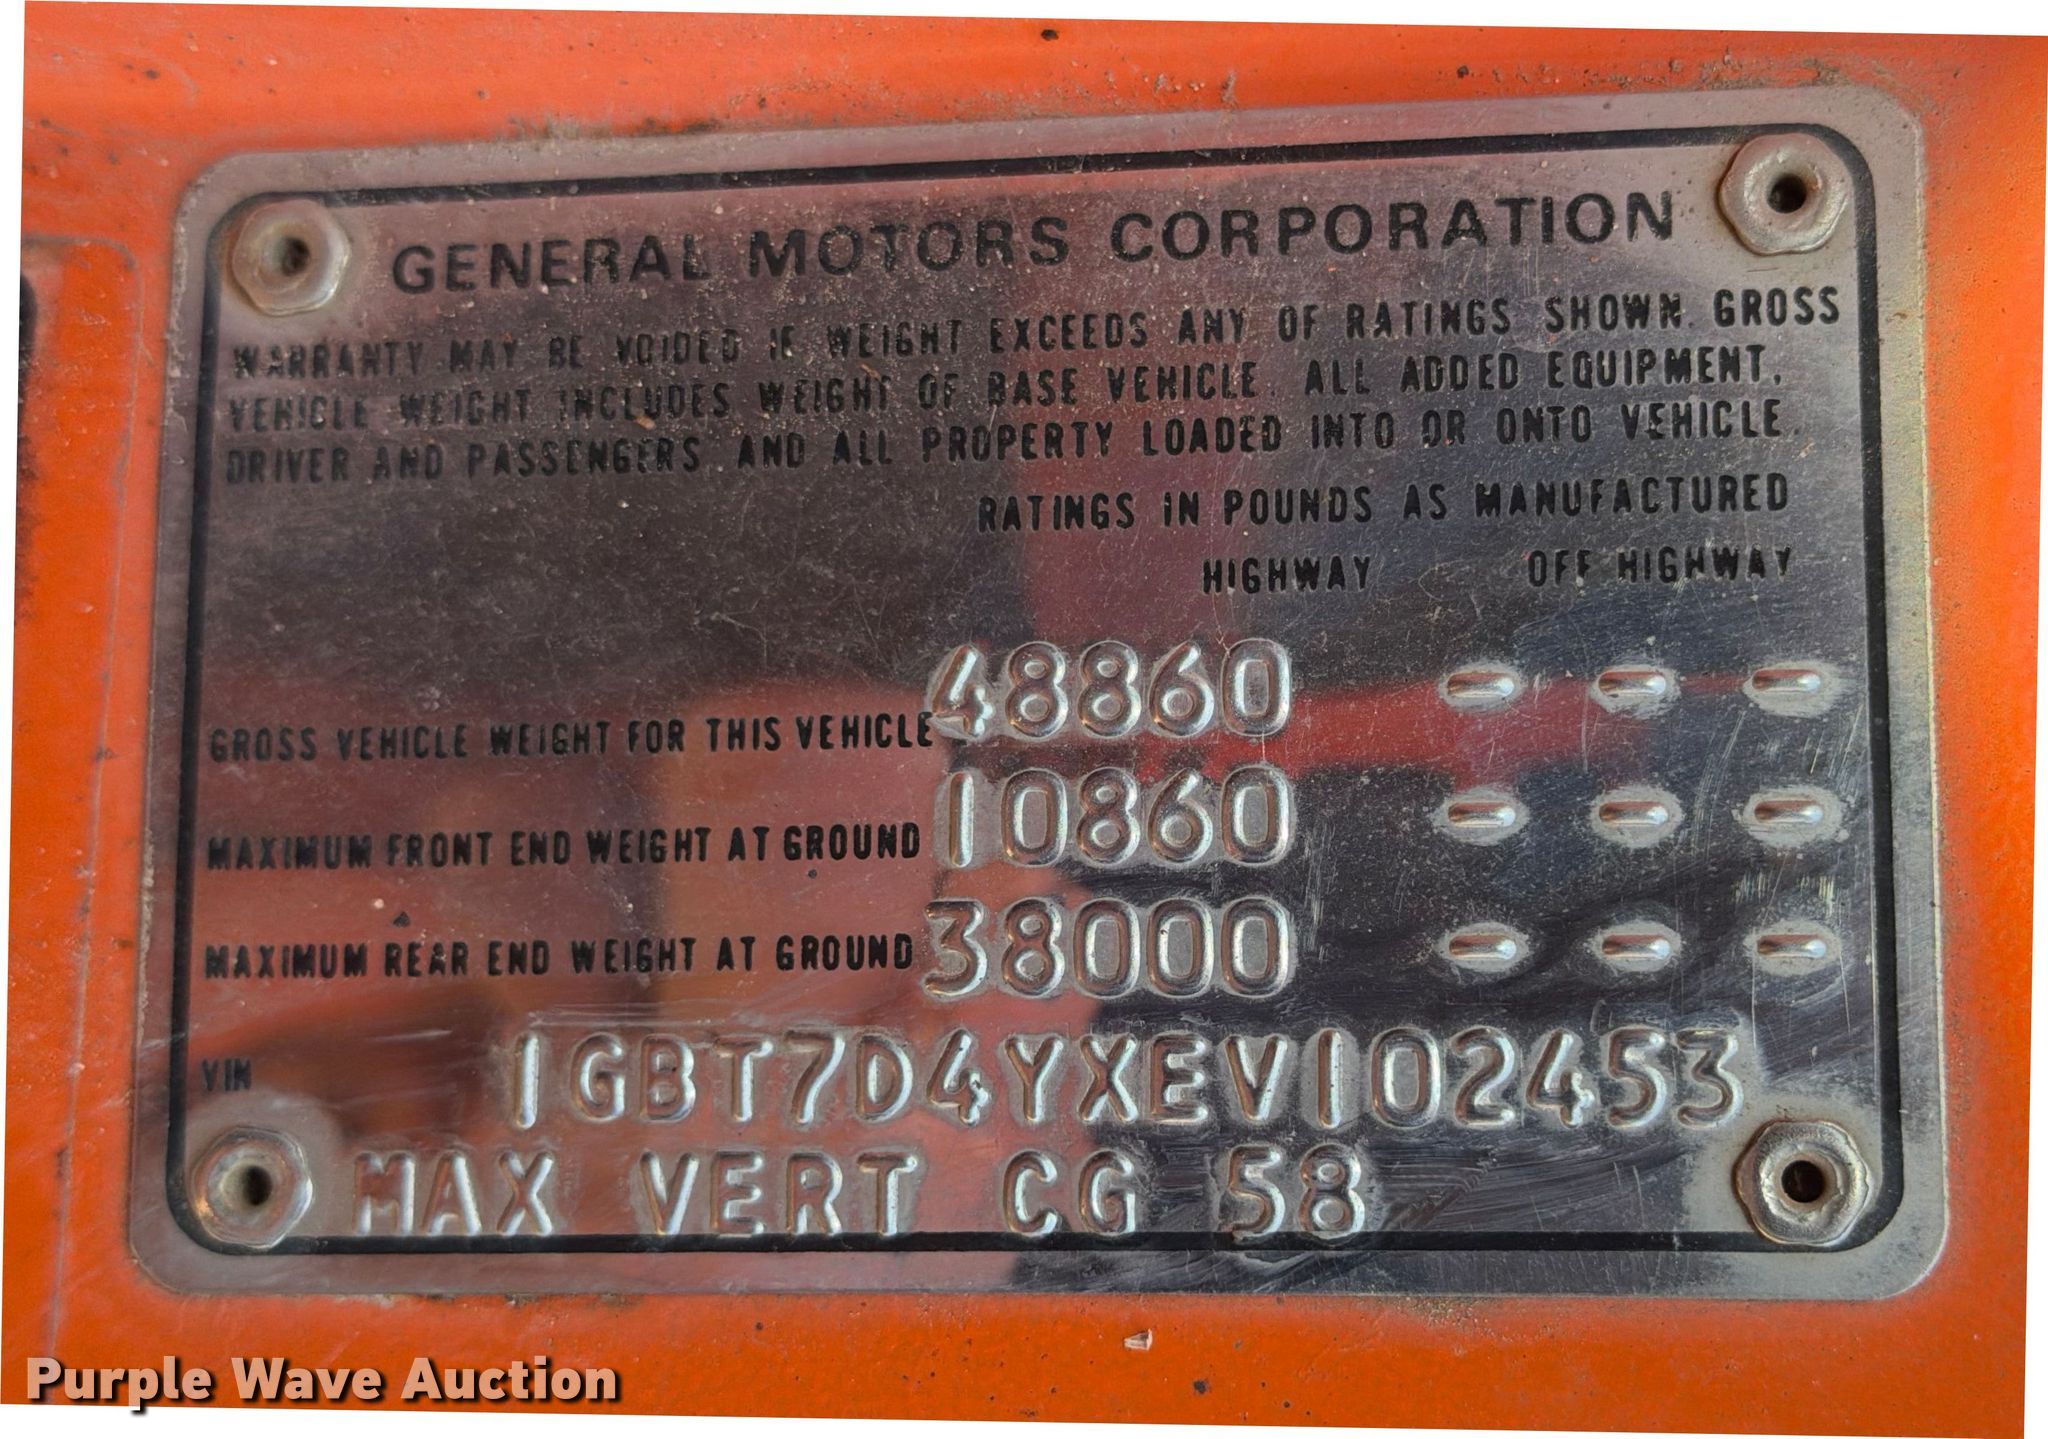 GENERAL MOTORS CORPORATION
WARRANTY MAY BE VOIDED IF WEIGHT EXCEEDS ANY OF RATINGS SHOWN. GROSS
VEHICLE WEIGHT INCLUDES WEIGHT OF BASE VEHICLE. ALL ADDED EQUIPMENT,
DRIVER AND PASSENGERS, AND ALL PROPERTY LOADED INTO OR ONTO VEHICLE.
RATINGS IN POUNDS AS MANUFACTURED
HIGHWAY OFF HIGHWAY
GROSS VEHICLE WEIGHT FOR THIS VEHICLE 48860 - - -
MAXIMUM FRONT END WEIGHT AT GROUND 10860 - - -
MAXIMUM REAR END WEIGHT AT GROUND 38000 - - -
VIN 1GBT7D4YXEV102453
MAX VERT CG 58
Purple Wave Auction